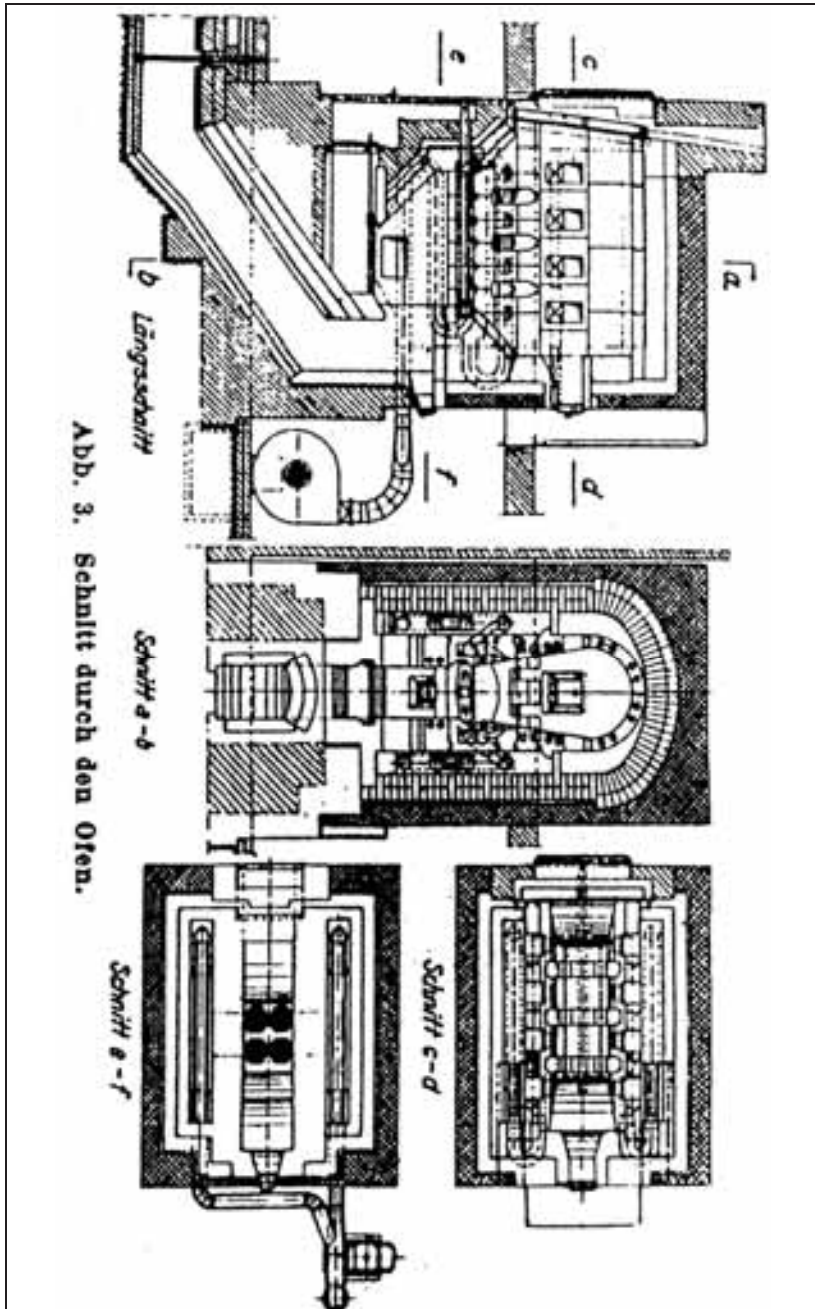 e
c
a
b Längsschnitt
f
d
Schnitt a-b
Schnitt e-f
Schnitt c-d
Abb. 3. Schnitt durch den Ofen.